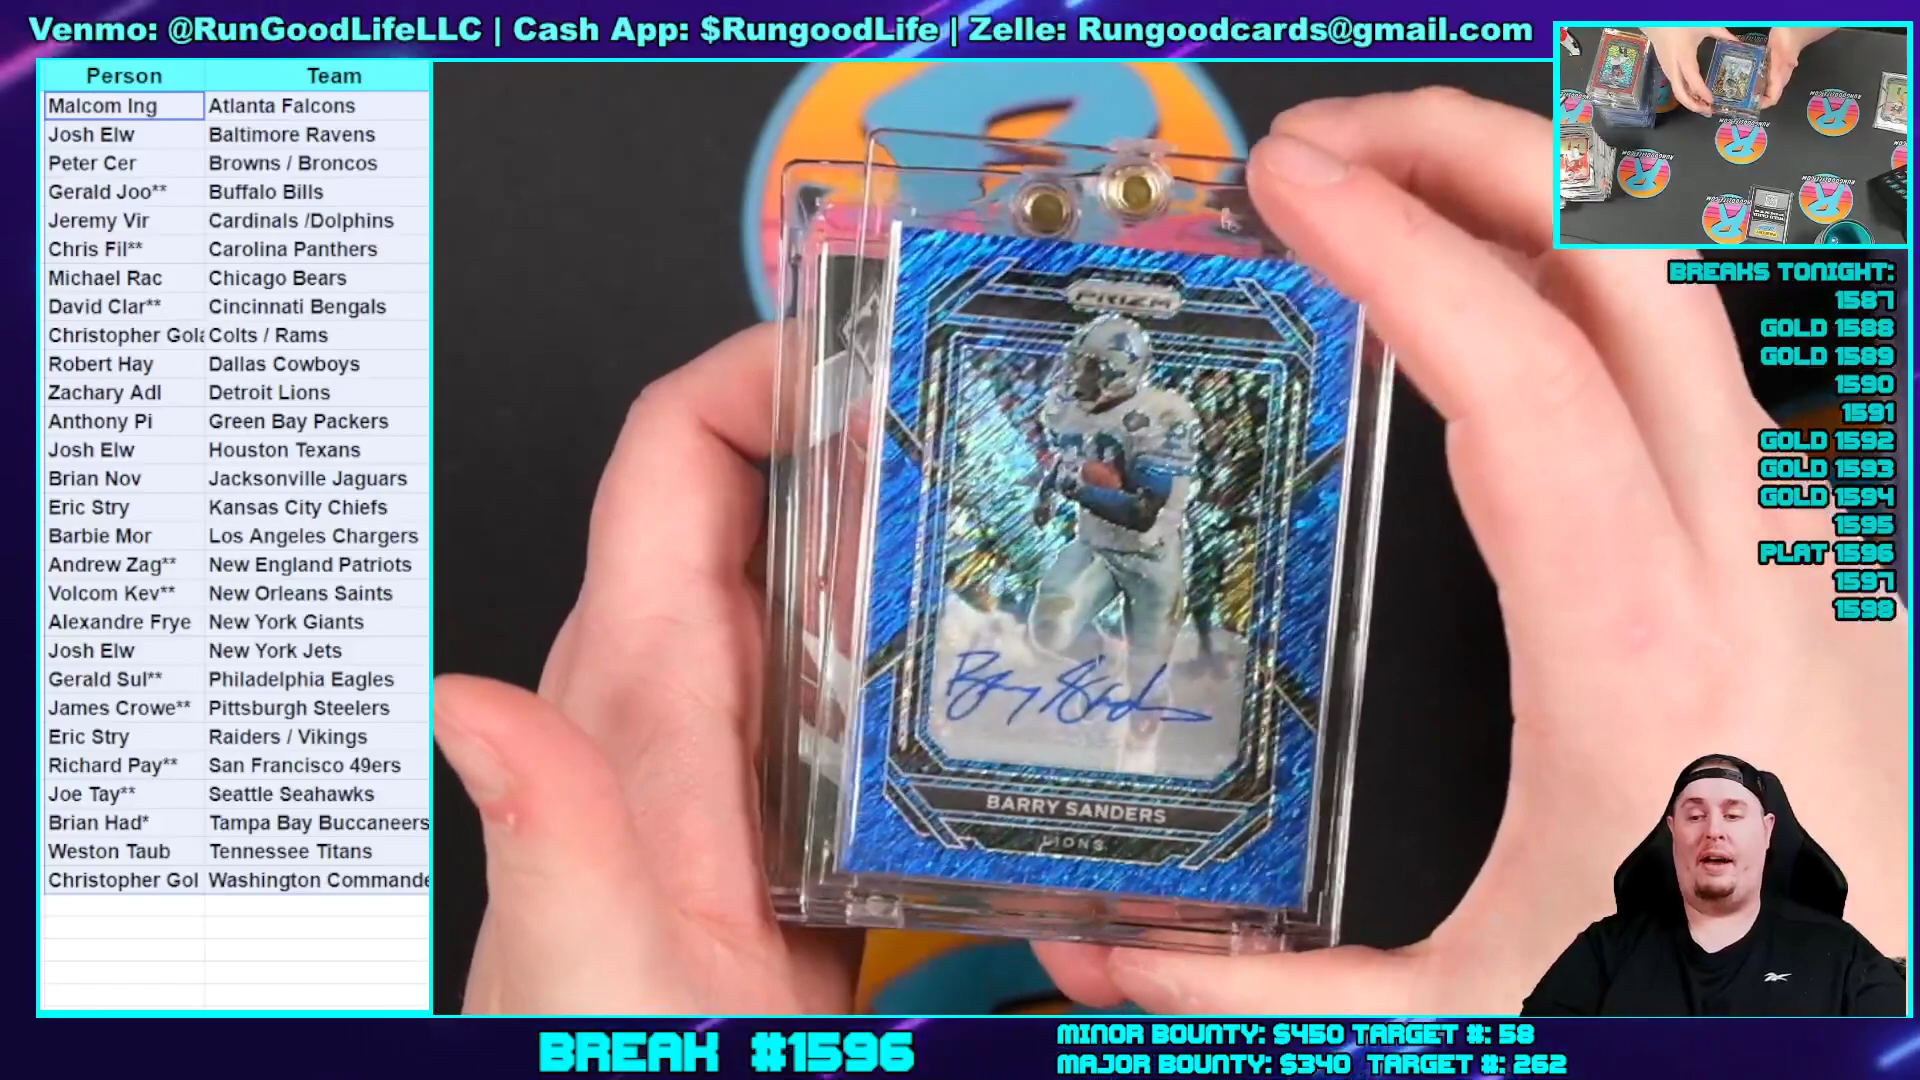 Venmo: @RunGoodLifeLLC | Cash App: $RungoodLife | Zelle: Rungoodcards@gmail.com
Person Team
Malcom Ing Atlanta Falcons
Josh Elw Baltimore Ravens
Peter Cer Browns / Broncos
Gerald Joo** Buffalo Bills
Jeremy Vir Cardinals /Dolphins
Chris Fil** Carolina Panthers
Michael Rac Chicago Bears
David Clar** Cincinnati Bengals
Christopher Gola Colts / Rams
Robert Hay Dallas Cowboys
Zachary Adl Detroit Lions
Anthony Pi Green Bay Packers
Josh Elw Houston Texans
Brian Nov Jacksonville Jaguars
Eric Stry Kansas City Chiefs
Barbie Mor Los Angeles Chargers
Andrew Zag** New England Patriots
Volcom Kev** New Orleans Saints
Alexandre Frye New York Giants
Josh Elw New York Jets
Gerald Sul** Philadelphia Eagles
James Crowe** Pittsburgh Steelers
Eric Stry Raiders / Vikings
Richard Pay** San Francisco 49ers
Joe Tay** Seattle Seahawks
Brian Had* Tampa Bay Buccaneers
Weston Taub Tennessee Titans
Christopher Gol Washington Commande
PRIZM
Barry Sanders
BARRY SANDERS
LIONS
BREAKS TONIGHT:
1587
GOLD 1588
GOLD 1589
1590
1591
GOLD 1592
GOLD 1593
GOLD 1594
1595
PLAT 1596
1597
1598
BREAK #1596
MINOR BOUNTY: $450 TARGET #: 58
MAJOR BOUNTY: $340 TARGET #: 262